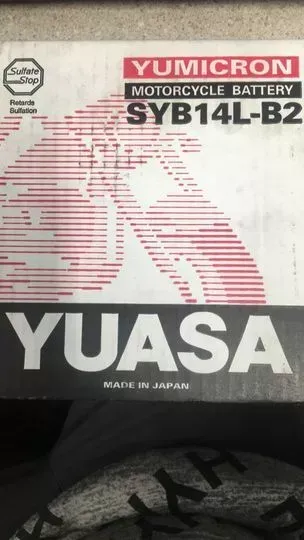 Sulfate
Stop
Retards
Sulfation
YUMICRON
MOTORCYCLE BATTERY
SYB14L-B2
YUASA
MADE IN JAPAN